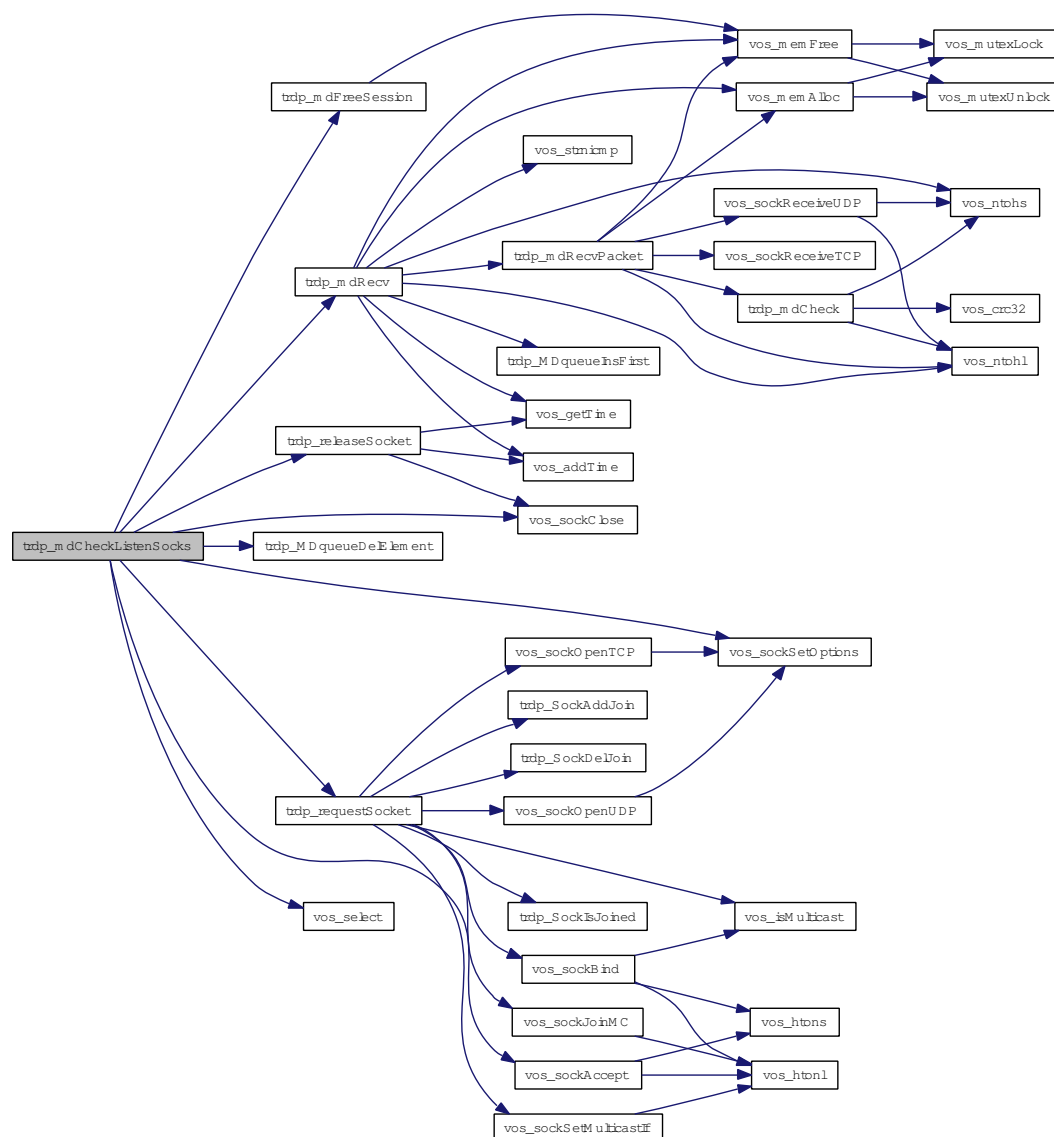 vos_memFree
vos_mutexLock
trdp_mdFreeSession
vos_memAlloc
vos_mutexUnlock
vos_strnicmp
vos_sockReceiveUDP
vos_ntohs
trdp_mdRecv
trdp_mdRecvPacket
vos_sockReceiveTCP
trdp_mdCheck
vos_crc32
trdp_MDqueueInsFirst
vos_ntohl
vos_getTime
trdp_releaseSocket
vos_addTime
vos_sockClose
trdp_mdCheckListenSocks
trdp_MDqueueDelElement
vos_sockOpenTCP
vos_sockSetOptions
trdp_SockAddJoin
trdp_SockDelJoin
trdp_requestSocket
vos_sockOpenUDP
vos_select
trdp_SockIsJoined
vos_isMulticast
vos_sockBind
vos_sockJoinMC
vos_htons
vos_sockAccept
vos_htonl
vos_sockSetMulticastIf